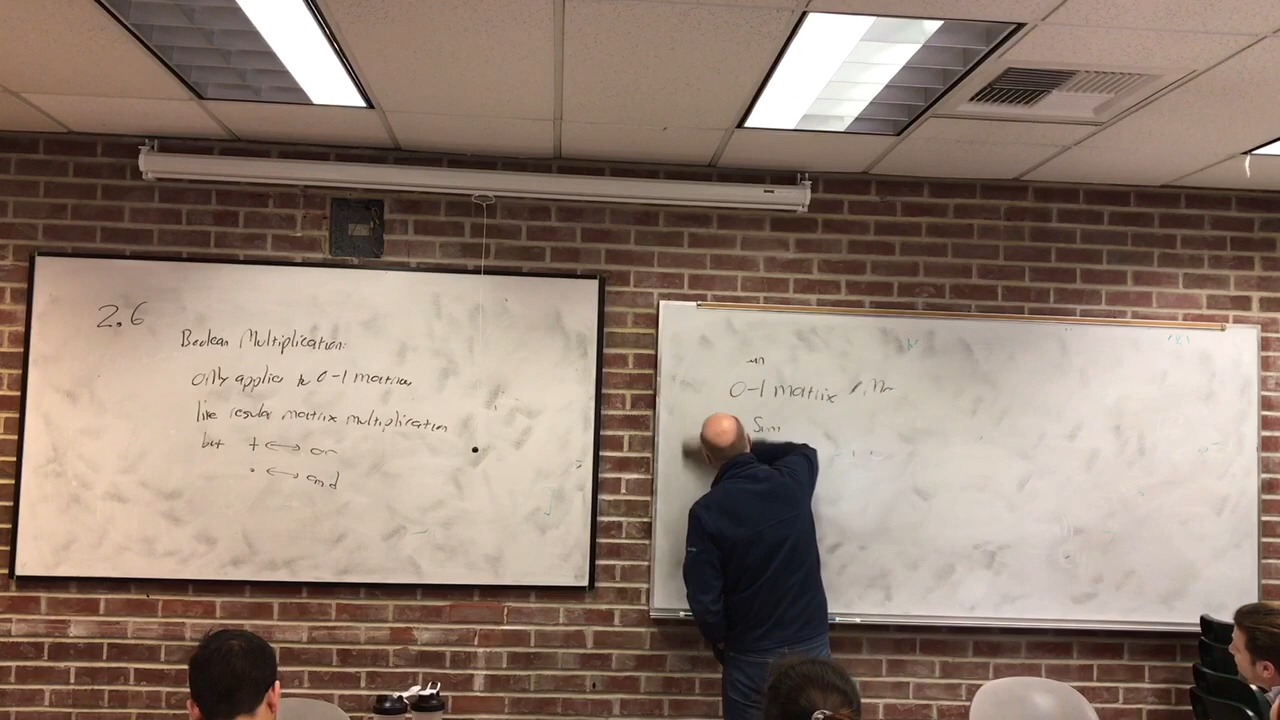 2.6
Boolean Multiplication:
only applies to 0-1 matrices
like regular matrix multiplication
but + ⟷ or
· ⟷ and
0-1 matrix
Sim